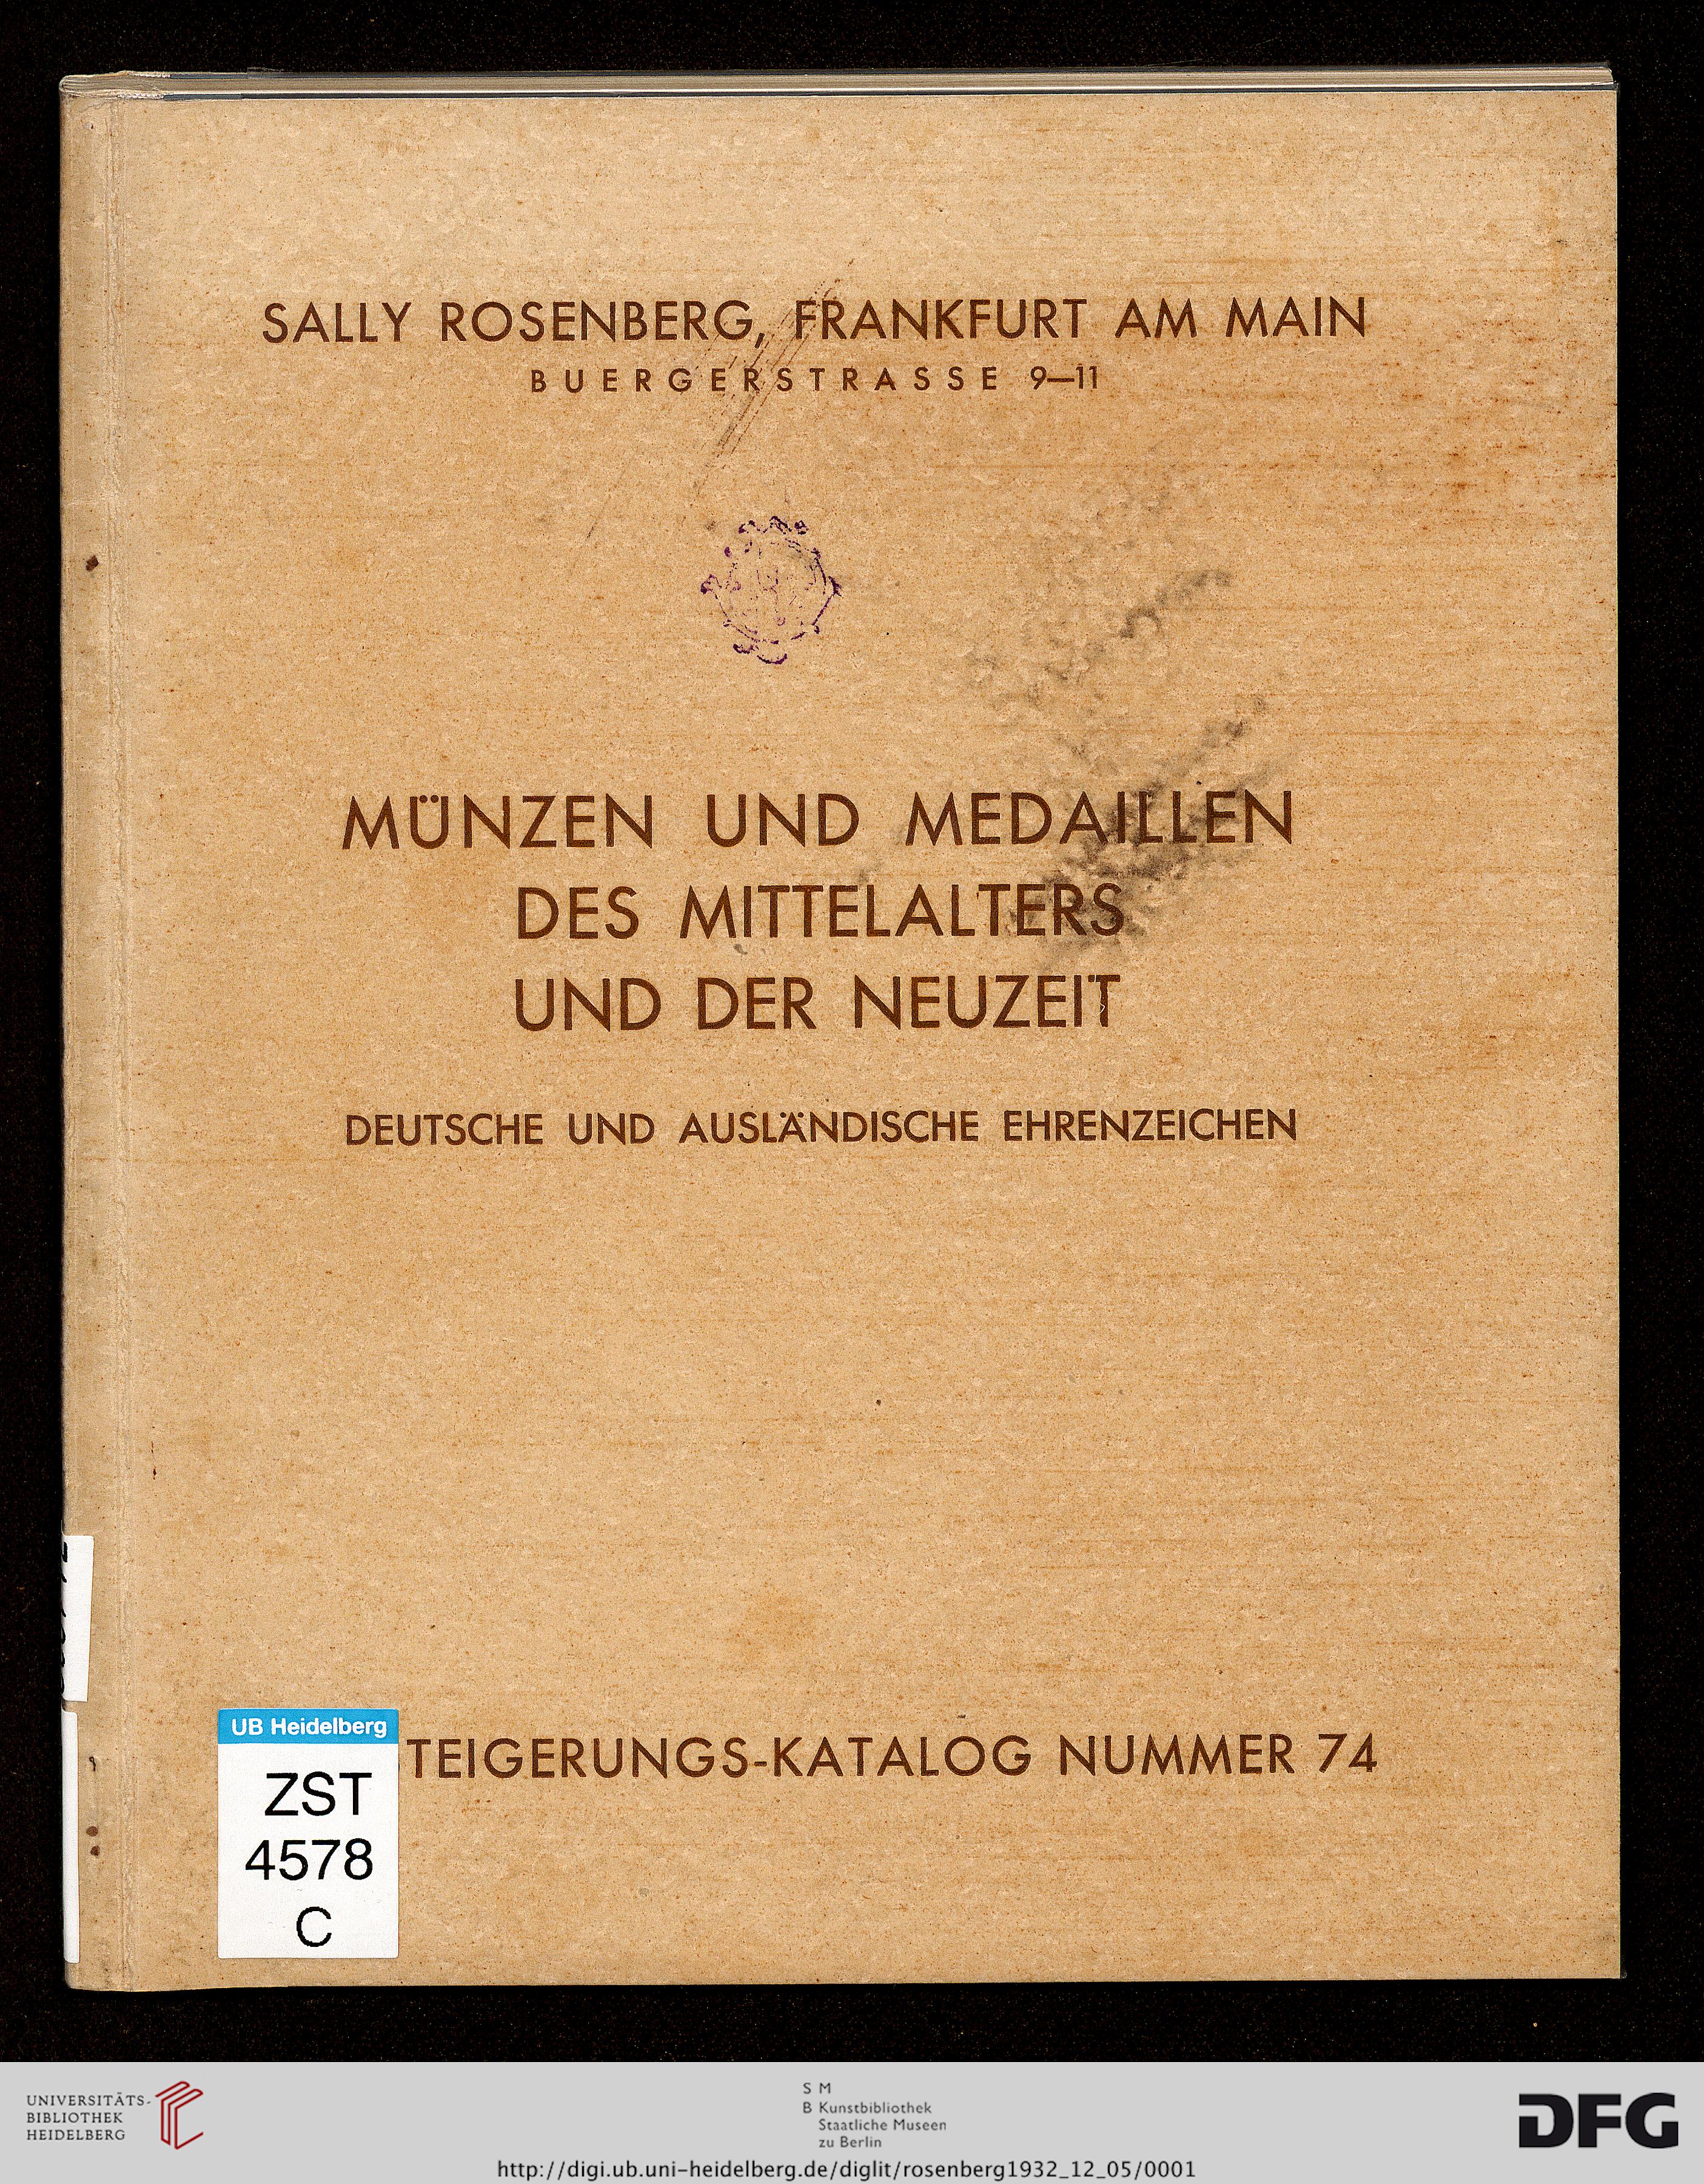 SALLY ROSENBERG, FRANKFURT AM MAIN
BUERGERSTRASSE 9—11
MÜNZEN UND MEDAILLEN
DES MITTELALTERS
UND DER NEUZEIT
DEUTSCHE UND AUSLÄNDISCHE EHRENZEICHEN
TEIGERUNGS-KATALOG NUMMER 74
UB Heidelberg
ZST
4578
C
UNIVERSITÄTS-
BIBLIOTHEK
HEIDELBERG
S M
B Kunstbibliothek
Staatliche Museen
zu Berlin
DFG
http://digi.ub.uni-heidelberg.de/diglit/rosenberg1932_12_05/0001